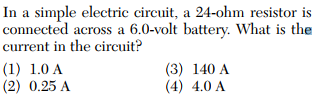 In a simple electric circuit, a 24-ohm resistor is
connected across a 6.0-volt battery. What is the
current in the circuit?
(1) 1.0 A (3) 140 A
(2) 0.25 A (4) 4.0 A